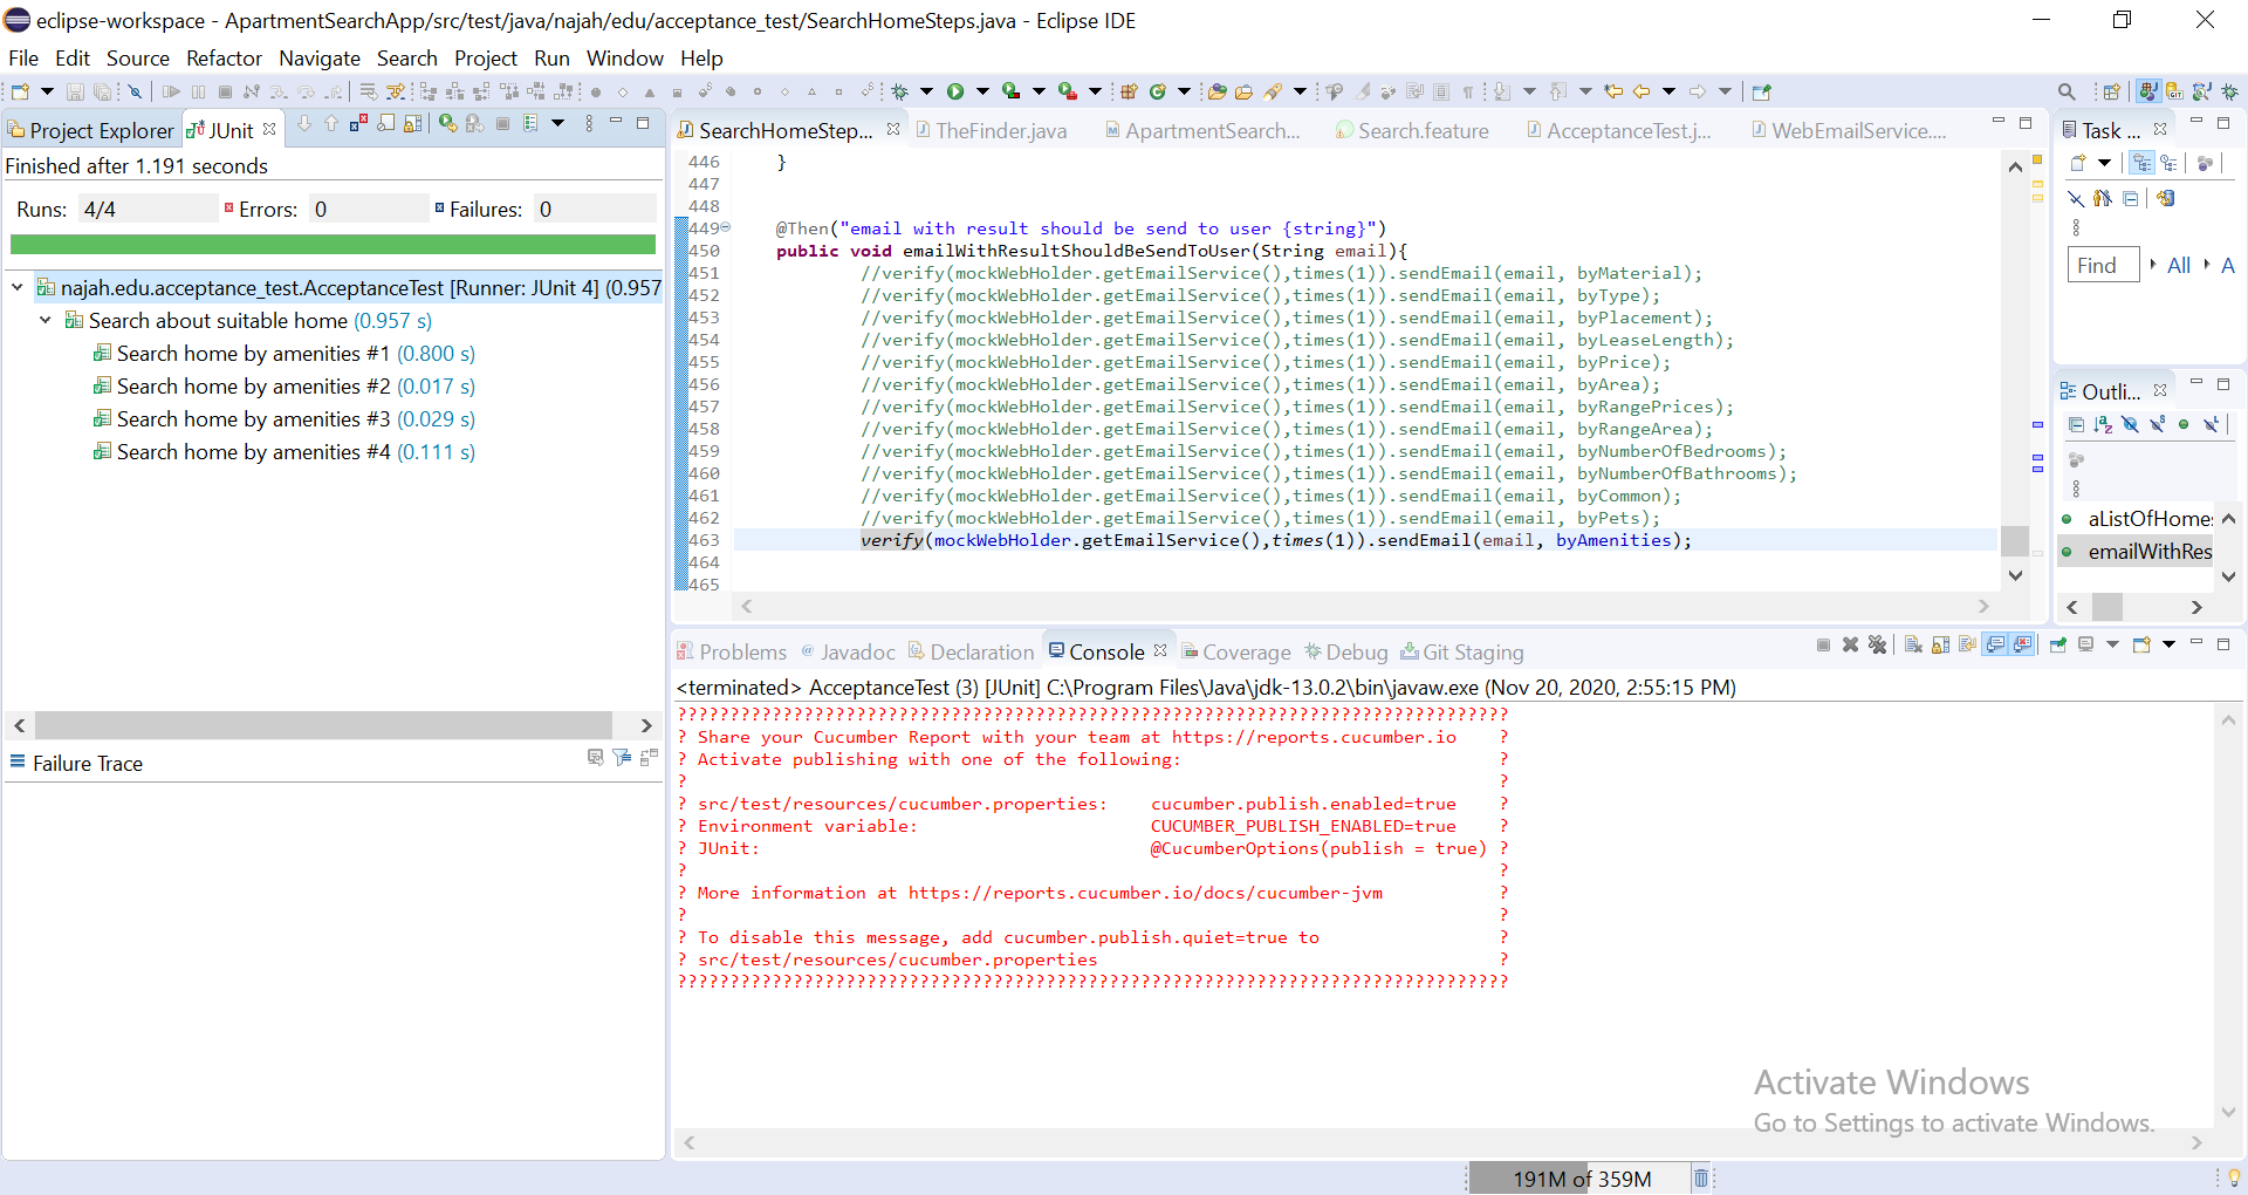 eclipse-workspace - ApartmentSearchApp/src/test/java/najah/edu/acceptance_test/SearchHomeSteps.java - Eclipse IDE
File Edit Source Refactor Navigate Search Project Run Window Help
Project Explorer JUnit
SearchHomeStep... TheFinder.java ApartmentSearch... Search.feature AcceptanceTest.j... WebEmailService....
Task ...
Finished after 1.191 seconds
Runs: 4/4 Errors: 0 Failures: 0
najah.edu.acceptance_test.AcceptanceTest [Runner: JUnit 4] (0.957
Search about suitable home (0.957 s)
Search home by amenities #1 (0.800 s)
Search home by amenities #2 (0.017 s)
Search home by amenities #3 (0.029 s)
Search home by amenities #4 (0.111 s)
Failure Trace
446 }
447
448
449 @Then("email with result should be send to user {string}")
450 public void emailWithResultShouldBeSendToUser(String email){
451 //verify(mockWebHolder.getEmailService(),times(1)).sendEmail(email, byMaterial);
452 //verify(mockWebHolder.getEmailService(),times(1)).sendEmail(email, byType);
453 //verify(mockWebHolder.getEmailService(),times(1)).sendEmail(email, byPlacement);
454 //verify(mockWebHolder.getEmailService(),times(1)).sendEmail(email, byLeaseLength);
455 //verify(mockWebHolder.getEmailService(),times(1)).sendEmail(email, byPrice);
456 //verify(mockWebHolder.getEmailService(),times(1)).sendEmail(email, byArea);
457 //verify(mockWebHolder.getEmailService(),times(1)).sendEmail(email, byRangePrices);
458 //verify(mockWebHolder.getEmailService(),times(1)).sendEmail(email, byRangeArea);
459 //verify(mockWebHolder.getEmailService(),times(1)).sendEmail(email, byNumberOfBedrooms);
460 //verify(mockWebHolder.getEmailService(),times(1)).sendEmail(email, byNumberOfBathrooms);
461 //verify(mockWebHolder.getEmailService(),times(1)).sendEmail(email, byCommon);
462 //verify(mockWebHolder.getEmailService(),times(1)).sendEmail(email, byPets);
463 verify(mockWebHolder.getEmailService(),times(1)).sendEmail(email, byAmenities);
464
465
Find All A
Outli...
aListOfHome
emailWithRes
Problems Javadoc Declaration Console Coverage Debug Git Staging
<terminated> AcceptanceTest (3) [JUnit] C:\Program Files\Java\jdk-13.0.2\bin\javaw.exe (Nov 20, 2020, 2:55:15 PM)
???????????????????????????????????????????????????????????????????????????????
? Share your Cucumber Report with your team at https://reports.cucumber.io ?
? Activate publishing with one of the following: ?
? ?
? src/test/resources/cucumber.properties: cucumber.publish.enabled=true ?
? Environment variable: CUCUMBER_PUBLISH_ENABLED=true ?
? JUnit: @CucumberOptions(publish = true) ?
? ?
? More information at https://reports.cucumber.io/docs/cucumber-jvm ?
? ?
? To disable this message, add cucumber.publish.quiet=true to ?
? src/test/resources/cucumber.properties ?
???????????????????????????????????????????????????????????????????????????????
Activate Windows
Go to Settings to activate Windows.
191M of 359M